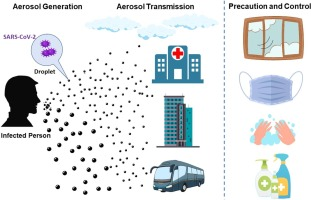 Aerosol Generation
Aerosol Transmission
Precaution and Control
SARS-CoV-2
Droplet
Infected Person